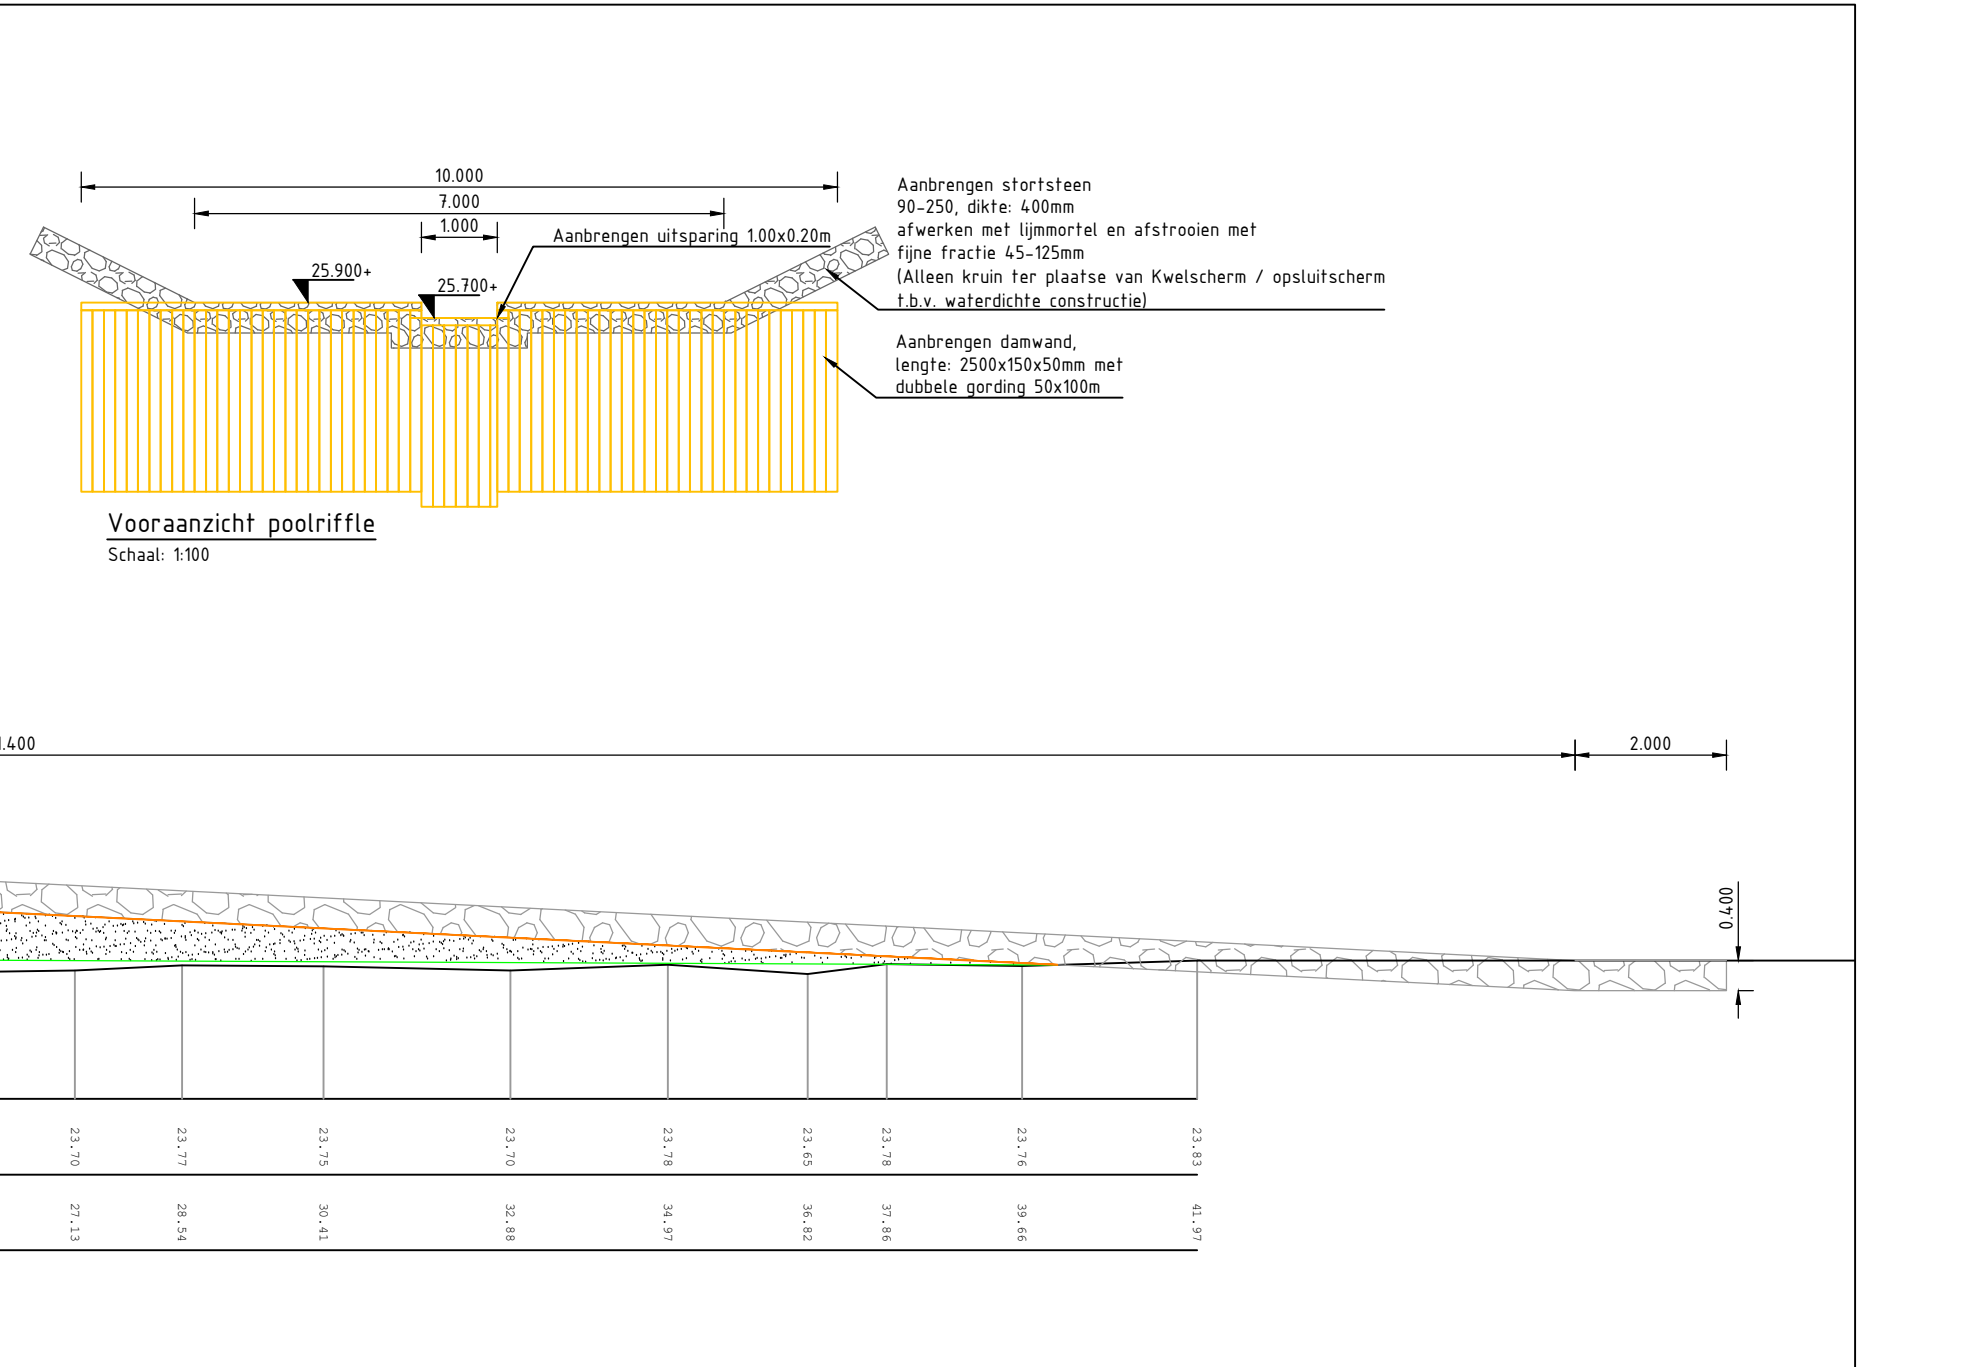 10.000
7.000
1.000
Aanbrengen uitsparing 1.00x0.20m
25.900+
25.700+
Aanbrengen stortsteen
90-250, dikte: 400mm
afwerken met lijmmortel en afstrooien met
fijne fractie 45-125mm
(Alleen kruin ter plaatse van Kwelscherm / opsluitscherm
t.b.v. waterdichte constructie)
Aanbrengen damwand,
lengte: 2500x150x50mm met
dubbele gording 50x100m
Vooraanzicht poolriffle
Schaal: 1:100
.400
2.000
0.400
23.70 23.77 23.75 23.70 23.78 23.65 23.78 23.76 23.83
27.13 28.54 30.41 32.88 34.97 36.82 37.86 39.66 41.97